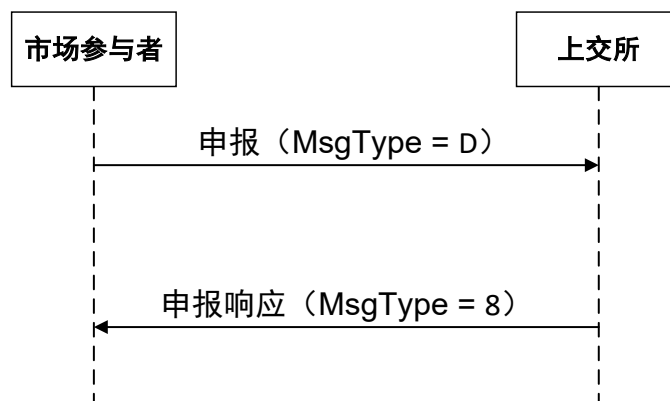 市场参与者
上交所
申报（MsgType = D）
申报响应（MsgType = 8）